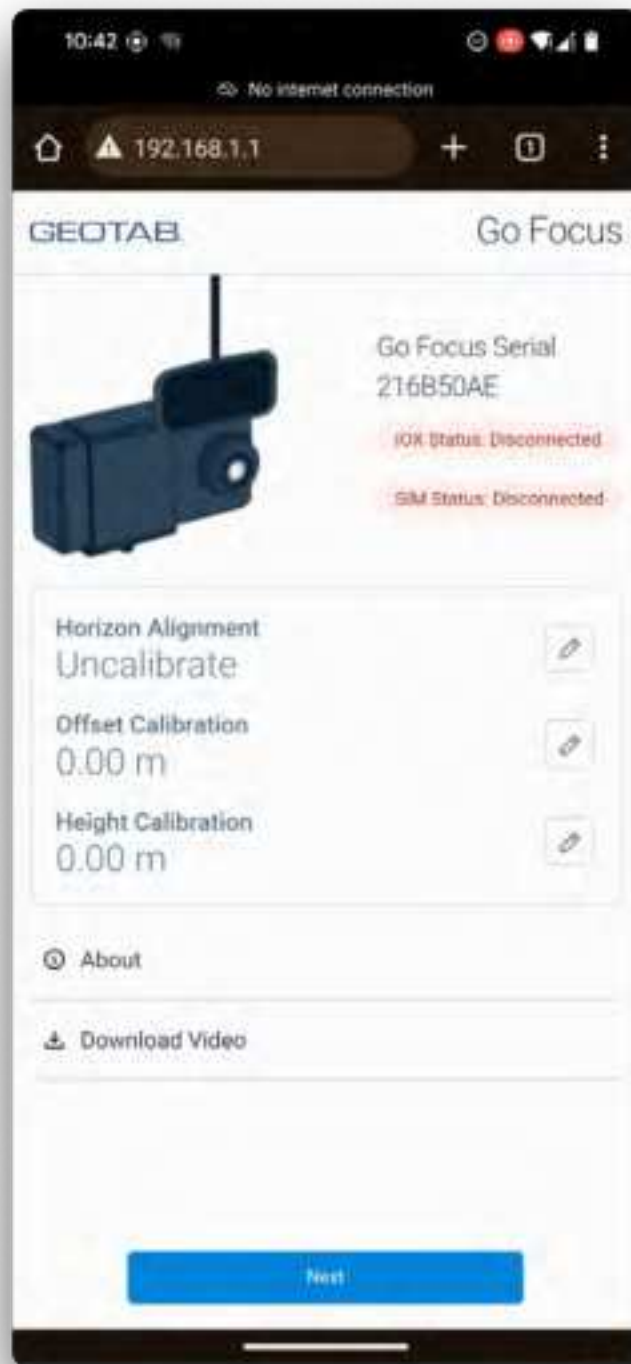 10:42
No internet connection
192.168.1.1
1
GEOTAB
Go Focus
Go Focus Serial
216B50AE
IOX Status: Disconnected
SIM Status: Disconnected
Horizon Alignment
Uncalibrate
Offset Calibration
0.00 m
Height Calibration
0.00 m
About
Download Video
Next